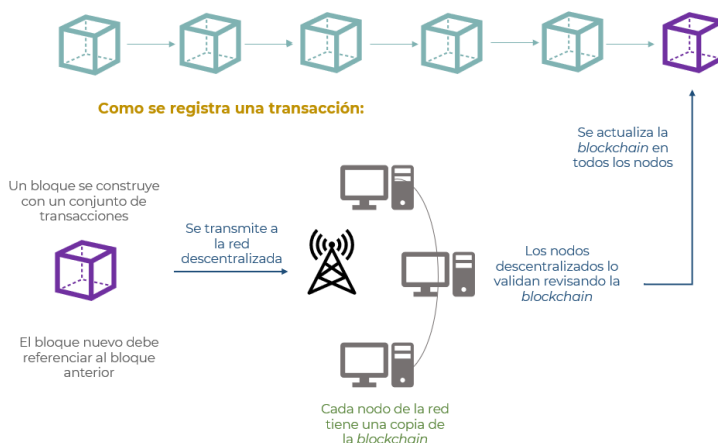 Como se registra una transacción:
Se actualiza la
blockchain en
todos los nodos
Un bloque se construye
con un conjunto de
transacciones
Se transmite a
la red
descentralizada
Los nodos
descentralizados lo
validan revisando la
blockchain
El bloque nuevo debe
referenciar al bloque
anterior
Cada nodo de la red
tiene una copia de
la blockchain